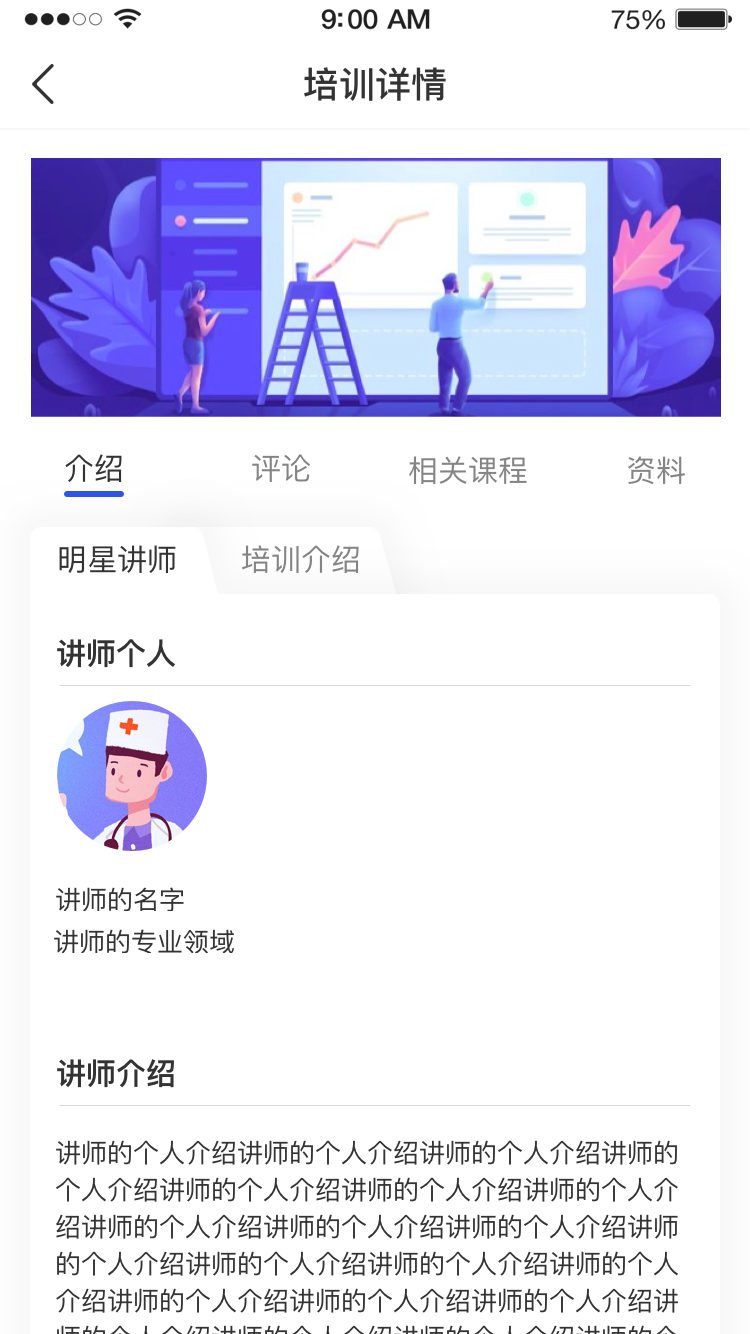 9:00 AM
75%
培训详情
介绍
评论
相关课程
资料
明星讲师
培训介绍
讲师个人
讲师的名字
讲师的专业领域
讲师介绍
讲师的个人介绍讲师的个人介绍讲师的个人介绍讲师的
个人介绍讲师的个人介绍讲师的个人介绍讲师的个人介
绍讲师的个人介绍讲师的个人介绍讲师的个人介绍讲师
的个人介绍讲师的个人介绍讲师的个人介绍讲师的个人
介绍讲师的个人介绍讲师的个人介绍讲师的个人介绍讲